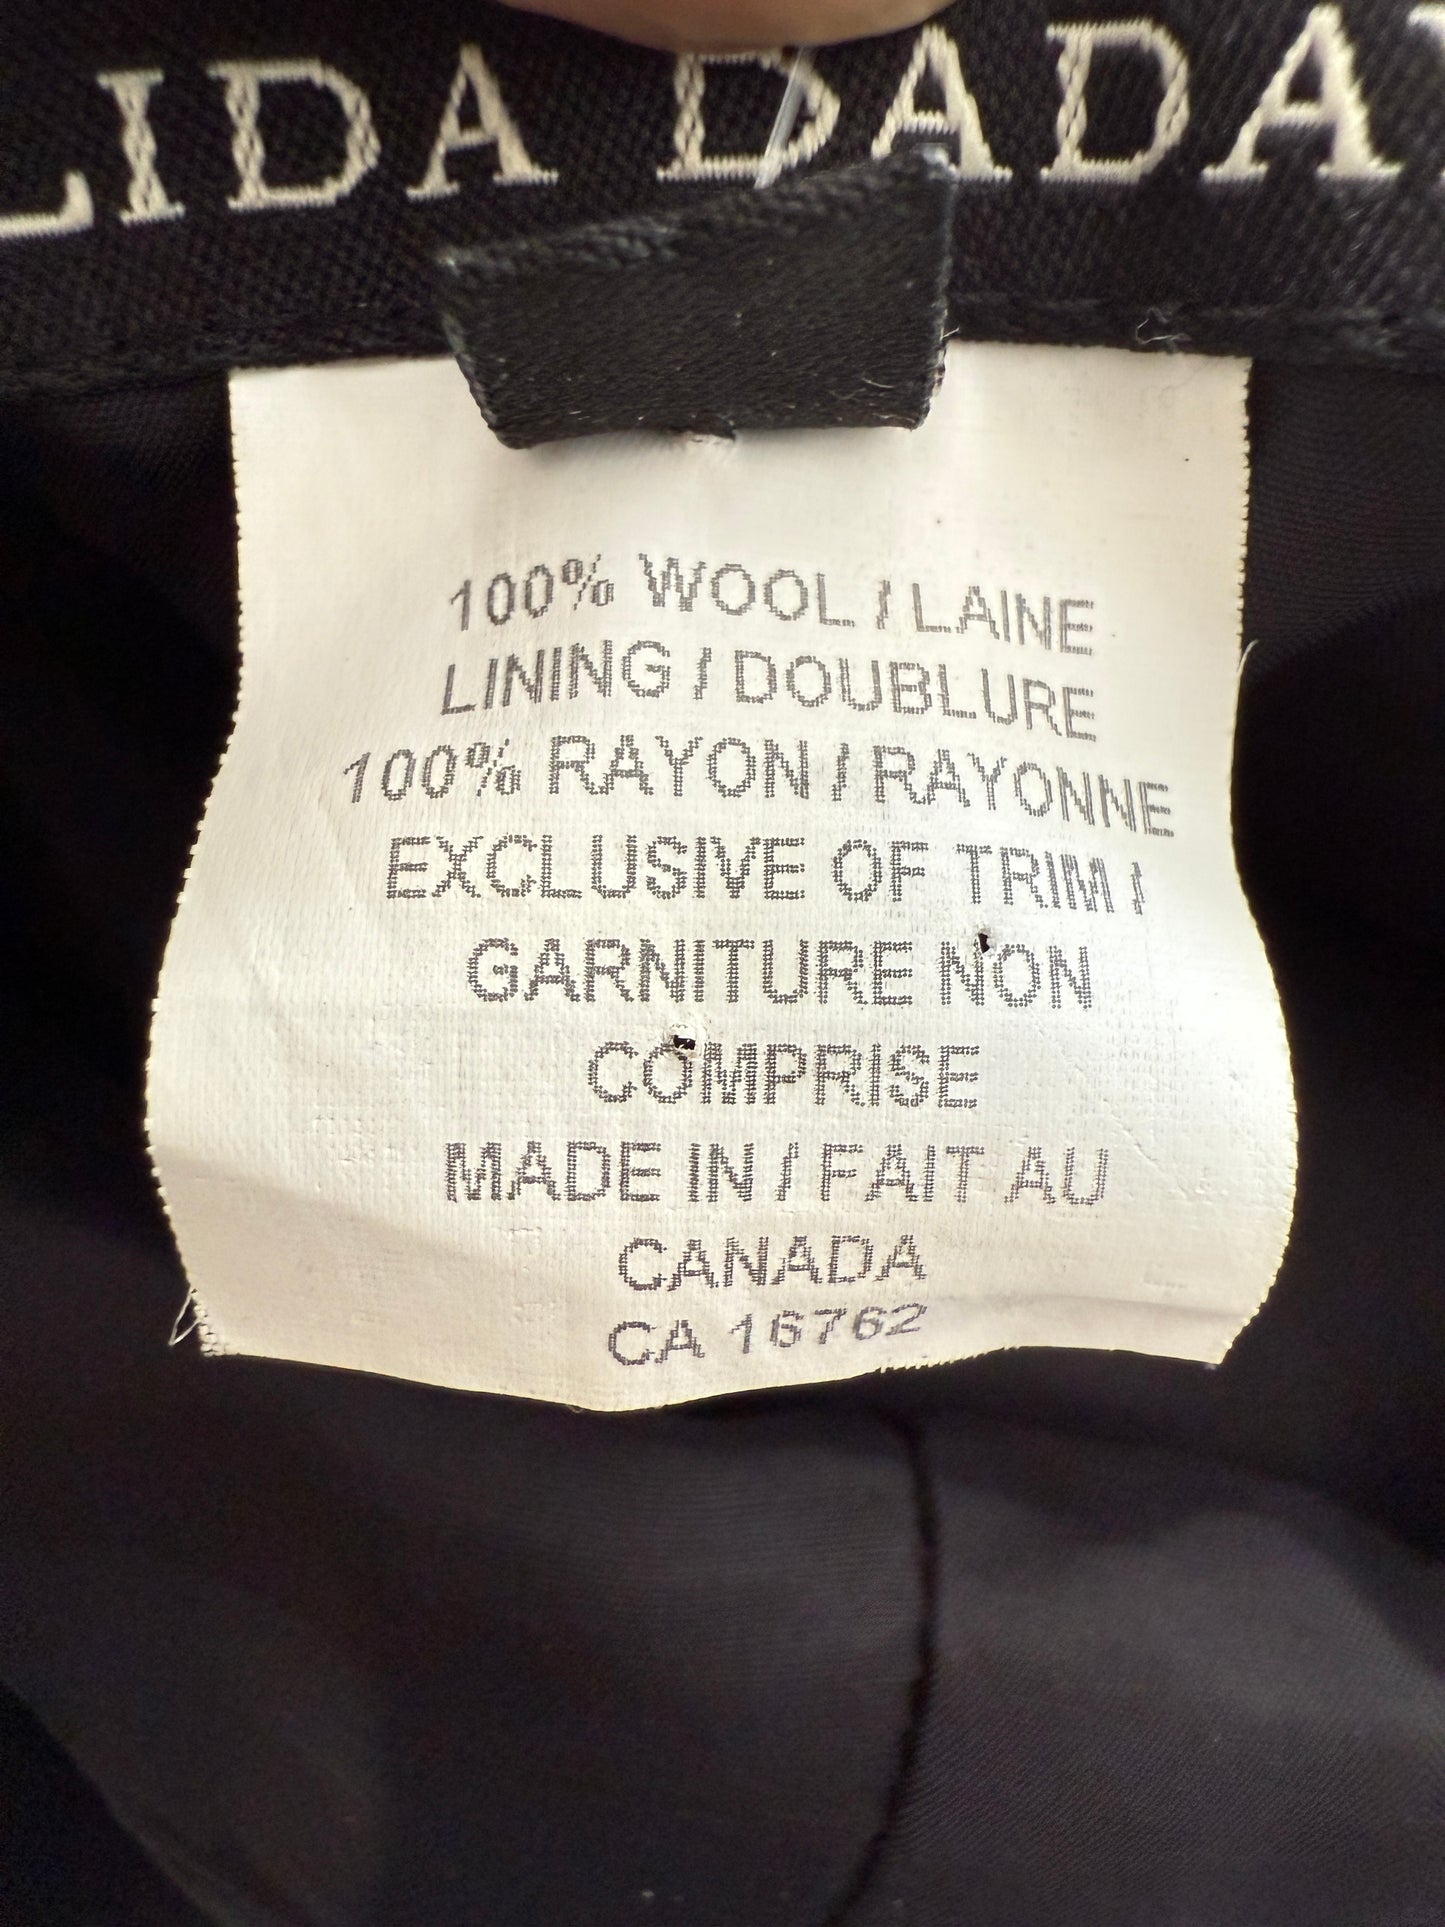 LIDA DADA
100% WOOL / LAINE
LINING / DOUBLURE
100% RAYON / RAYONNE
EXCLUSIVE OF TRIM /
GARNITURE NON
COMPRISE
MADE IN / FAIT AU
CANADA
CA 16762